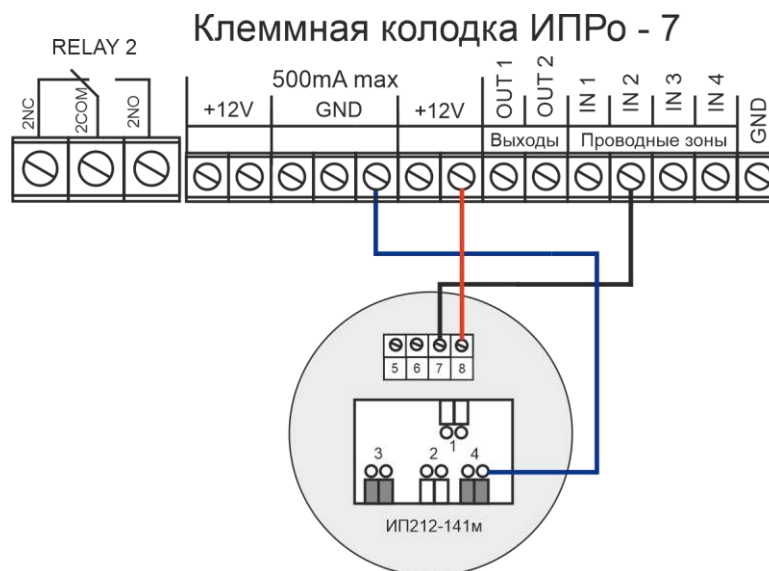 Клеммная колодка ИПРо - 7
RELAY 2
2NC
2COM
2NO
500mA max
+12V
GND
+12V
OUT 1
OUT 2
IN 1
IN 2
IN 3
IN 4
GND
Выходы
Проводные зоны
5 6 7 8
1
3 2 4
ИП212-141м